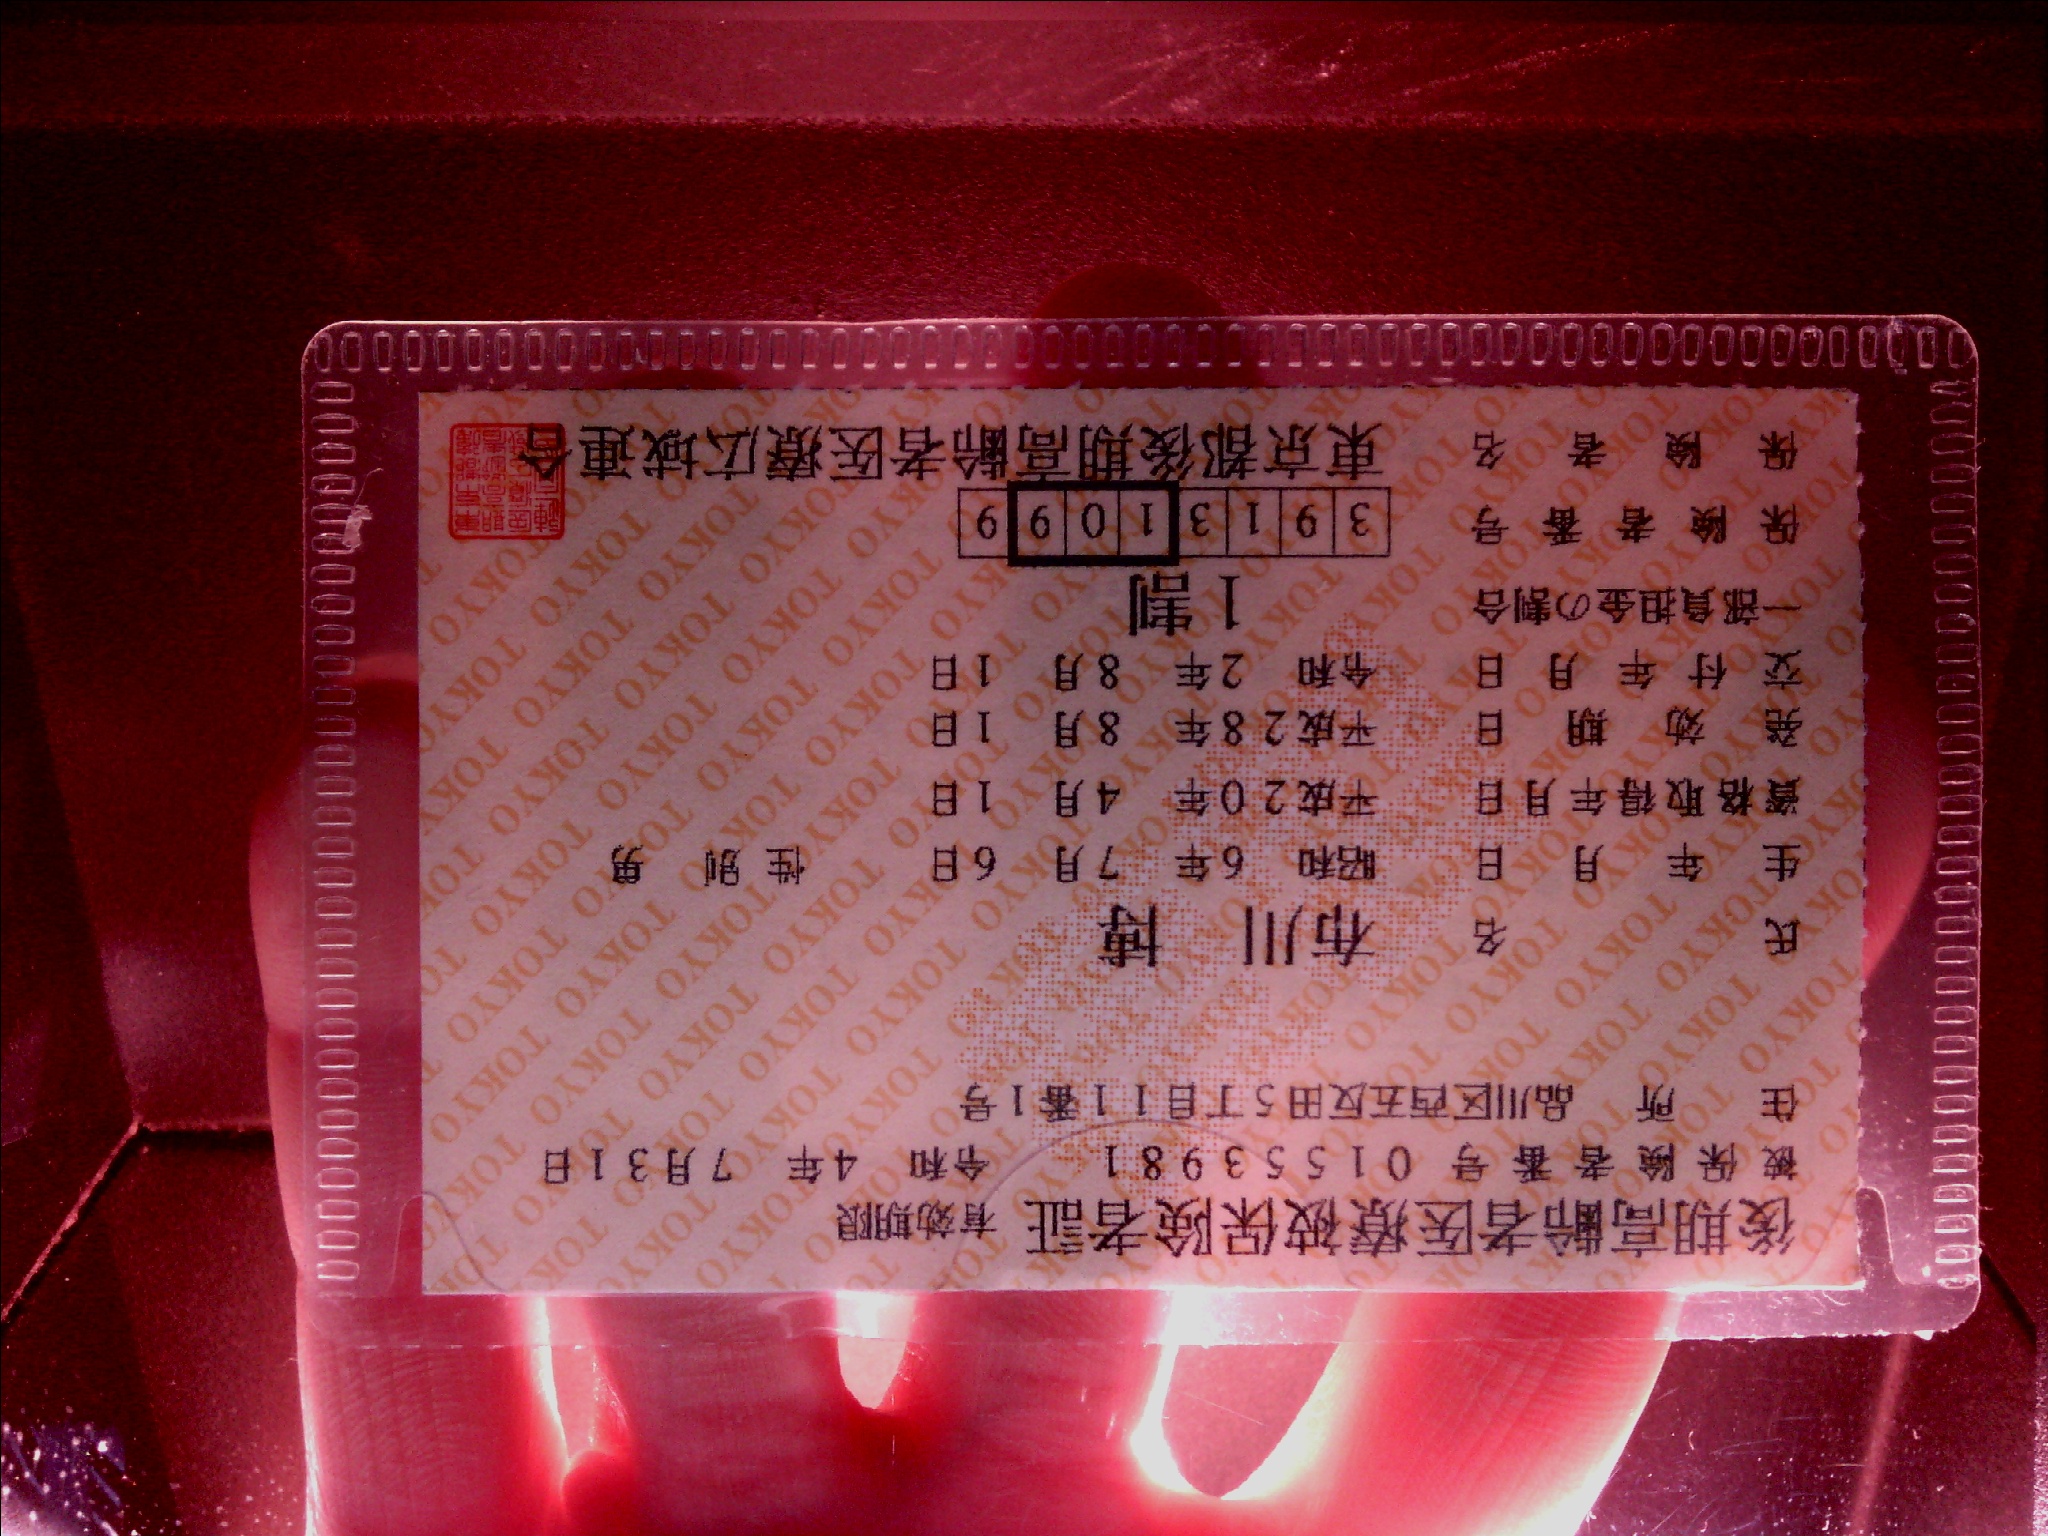 後期高齢者医療被保険者証 有効期限
被保険者番号 01553981 令和 4年 7月31日
住所 品川区西五反田5丁目11番1号
氏名 布川 博
生年月日 昭和 6年 7月 6日 性別 男
資格取得年月日 平成20年 4月 1日
発効期日 平成28年 8月 1日
交付年月日 令和 2年 8月 1日
一部負担金の割合 1割
保険者番号 39131099
保険者名 東京都後期高齢者医療広域連合